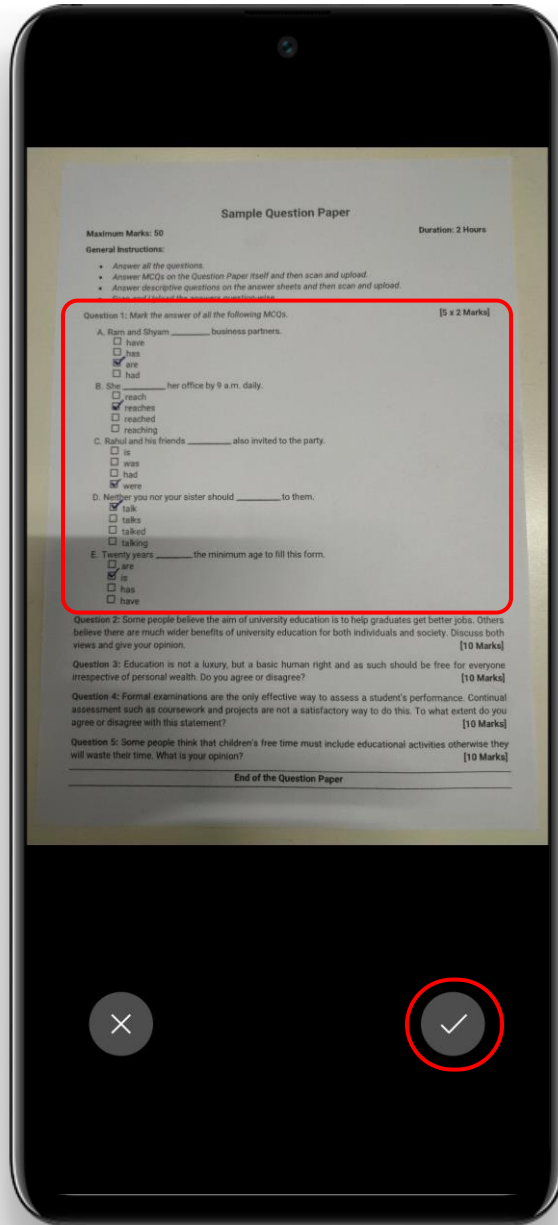 Sample Question Paper
Maximum Marks: 50 Duration: 2 Hours
General Instructions:
• Answer all the questions.
• Answer MCQs on the Question Paper itself and then scan and upload.
• Answer descriptive questions on the answer sheets and then scan and upload.
• Scan and Upload the answers question-wise
Question 1: Mark the answer of all the following MCQs. [5 x 2 Marks]
A. Ram and Shyam ________ business partners.
☐ have
☐ has
☑ are
☐ had
B. She ________ her office by 9 a.m. daily.
☐ reach
☑ reaches
☐ reached
☐ reaching
C. Rahul and his friends ________ also invited to the party.
☐ is
☐ was
☐ had
☑ were
D. Neither you nor your sister should ________ to them.
☑ talk
☐ talks
☐ talked
☐ talking
E. Twenty years ________ the minimum age to fill this form.
☐ are
☑ is
☐ has
☐ have
Question 2: Some people believe the aim of university education is to help graduates get better jobs. Others
believe there are much wider benefits of university education for both individuals and society. Discuss both
views and give your opinion. [10 Marks]
Question 3: Education is not a luxury, but a basic human right and as such should be free for everyone
irrespective of personal wealth. Do you agree or disagree? [10 Marks]
Question 4: Formal examinations are the only effective way to assess a student's performance. Continual
assessment such as coursework and projects are not a satisfactory way to do this. To what extent do you
agree or disagree with this statement? [10 Marks]
Question 5: Some people think that children's free time must include educational activities otherwise they
will waste their time. What is your opinion? [10 Marks]
End of the Question Paper